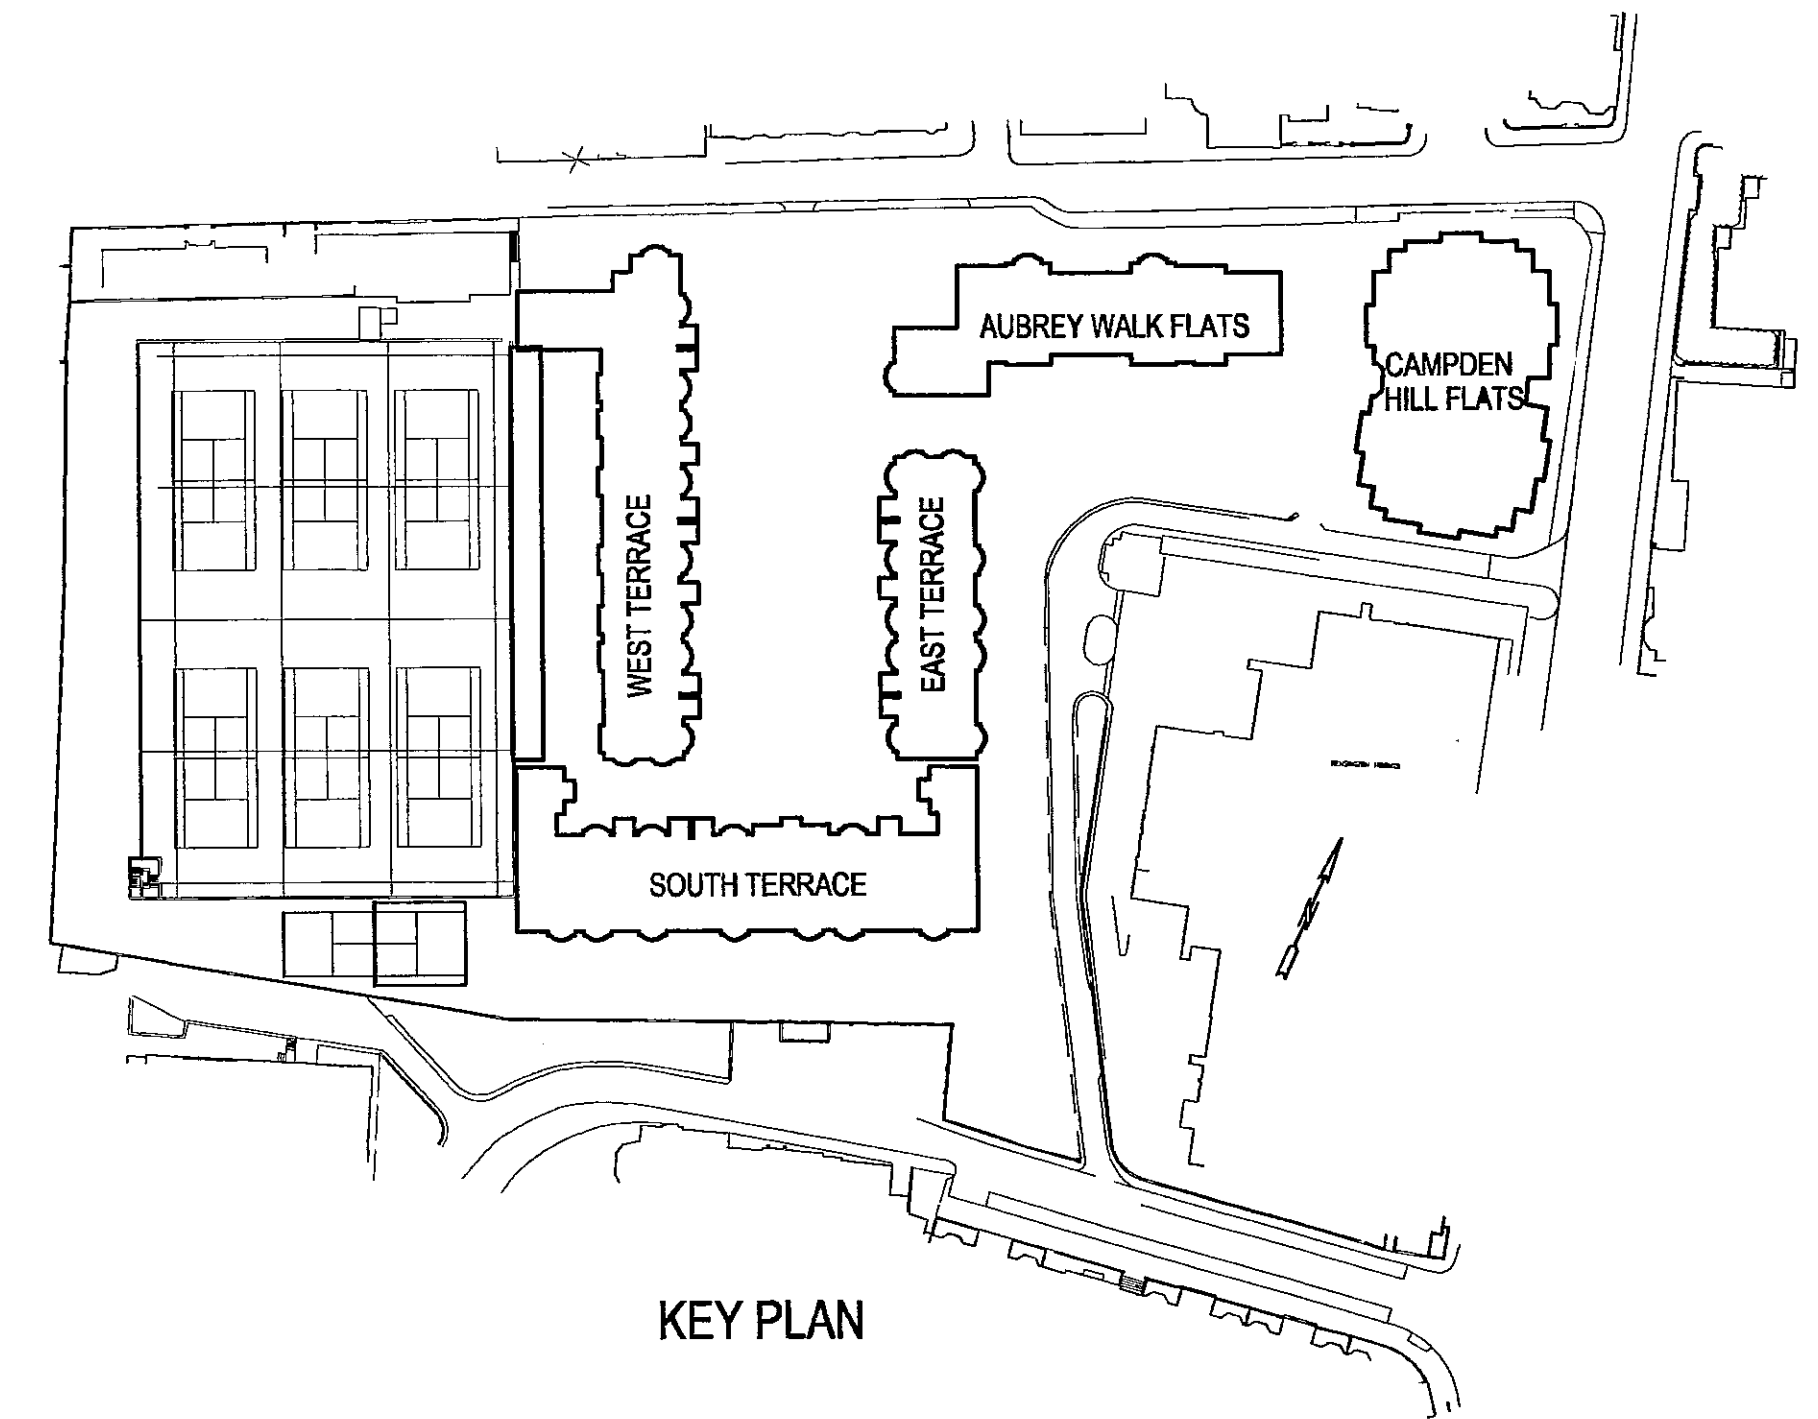 AUBREY WALK FLATS
CAMPDEN
HILL FLATS
WEST TERRACE
EAST TERRACE
SOUTH TERRACE
N
KEY PLAN